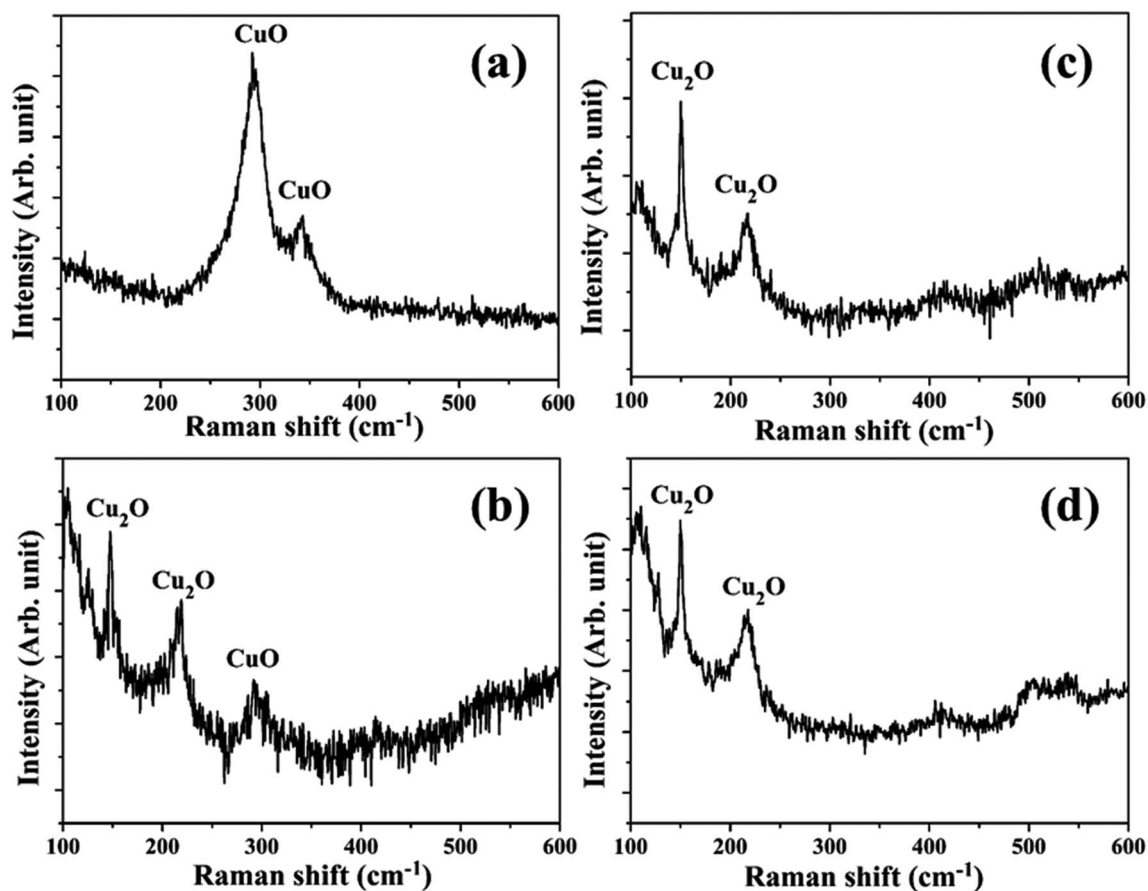 CuO
(a)
CuO
Intensity (Arb. unit)
100 200 300 400 500 600
Raman shift (cm⁻¹)
(c)
Cu₂O
Cu₂O
Intensity (Arb. unit)
100 200 300 400 500 600
Raman shift (cm⁻¹)
(b)
Cu₂O
Cu₂O
CuO
Intensity (Arb. unit)
100 200 300 400 500 600
Raman shift (cm⁻¹)
(d)
Cu₂O
Cu₂O
Intensity (Arb. unit)
100 200 300 400 500 600
Raman shift (cm⁻¹)